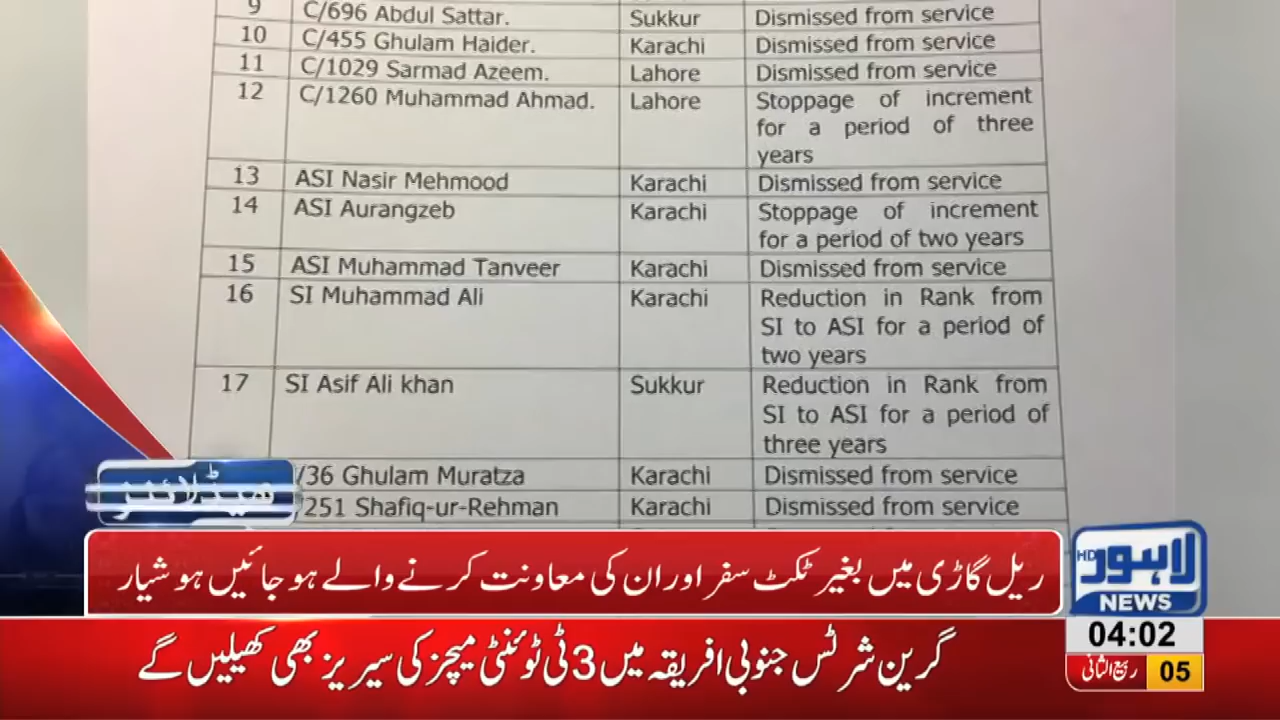 9 C/696 Abdul Sattar. Sukkur Dismissed from service
10 C/455 Ghulam Haider. Karachi Dismissed from service
11 C/1029 Sarmad Azeem. Lahore Dismissed from service
12 C/1260 Muhammad Ahmad. Lahore Stoppage of increment
for a period of three
years
13 ASI Nasir Mehmood Karachi Dismissed from service
14 ASI Aurangzeb Karachi Stoppage of increment
for a period of two years
15 ASI Muhammad Tanveer Karachi Dismissed from service
16 SI Muhammad Ali Karachi Reduction in Rank from
SI to ASI for a period of
two years
17 SI Asif Ali khan Sukkur Reduction in Rank from
SI to ASI for a period of
three years
/36 Ghulam Muratza Karachi Dismissed from service
/251 Shafiq-ur-Rehman Karachi Dismissed from service
ہیڈلائنز
ریل گاڑی میں بغیر ٹکٹ سفر اور ان کی معاونت کرنے والے ہو جائیں ہوشیار
HD لاہور
NEWS
گرین شرٹس جنوبی افریقہ میں 3 ٹی ٹوئنٹی میچز کی سیریز بھی کھیلیں گے
04:02
05 ربیع الثانی